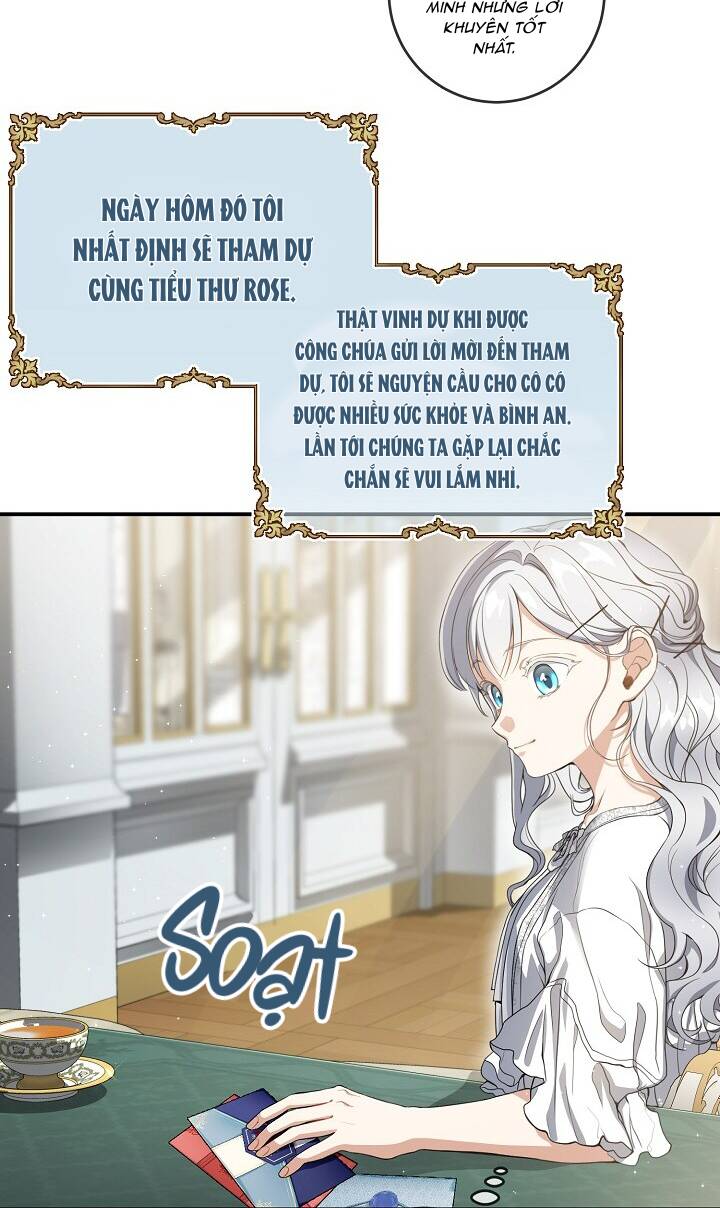 MÌNH NHỮNG LỜI
KHUYÊN TỐT
NHẤT.
NGÀY HÔM ĐÓ TÔI
NHẤT ĐỊNH SẼ THAM DỰ
CÙNG TIỂU THƯ ROSE.
THẬT VINH DỰ KHI ĐƯỢC
CÔNG CHÚA GỬI LỜI MỜI ĐẾN THAM
DỰ, TÔI SẼ NGUYỆN CẦU CHO CÔ CÓ
ĐƯỢC NHIỀU SỨC KHỎE VÀ BÌNH AN.
LẦN TỚI CHÚNG TA GẶP LẠI CHẮC
CHẮN SẼ VUI LẮM NHỈ.
Soạt